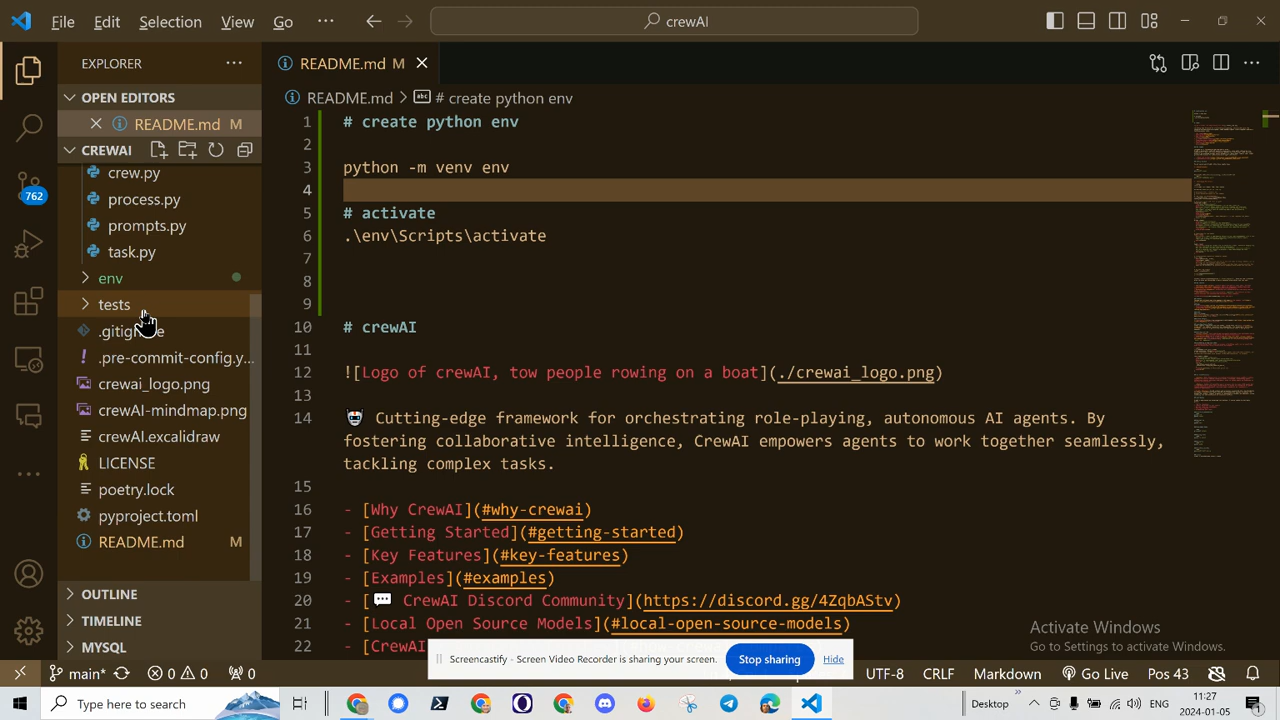 File Edit Selection View Go ··· crewAI
EXPLORER ···
OPEN EDITORS
README.md M
CREWAI
crew.py
process.py
prompts.py
env
tests
.pre-commit-config.y...
crewai_logo.png
crewAI-mindmap.png
crewAI.excalidraw
LICENSE
poetry.lock
pyproject.toml
README.md M
OUTLINE
TIMELINE
MYSQL
762
README.md M
README.md > # create python env
1 # create python env
2
3 python -m venv env
4
5 # activate
6 .\env\Scripts\activate
7
8
9
10 # crewAI
11
12 ![Logo of crewAI, tow people rowing on a boat](./crewai_logo.png)
13
14 🤖 Cutting-edge framework for orchestrating role-playing, autonomous AI agents. By
fostering collaborative intelligence, CrewAI empowers agents to work together seamlessly,
tackling complex tasks.
15
16 - [Why CrewAI](#why-crewai)
17 - [Getting Started](#getting-started)
18 - [Key Features](#key-features)
19 - [Examples](#examples)
20 - [💬 CrewAI Discord Community](https://discord.gg/4ZqbAStv)
21 - [Local Open Source Models](#local-open-source-models)
22 - [CrewAI
Activate Windows
Go to Settings to activate Windows.
Screencastify - Screen Video Recorder is sharing your screen. Stop sharing Hide
main* 0 0 0 UTF-8 CRLF Markdown Go Live Pos:43
Type here to search Desktop ENG 11:27
2024-01-05